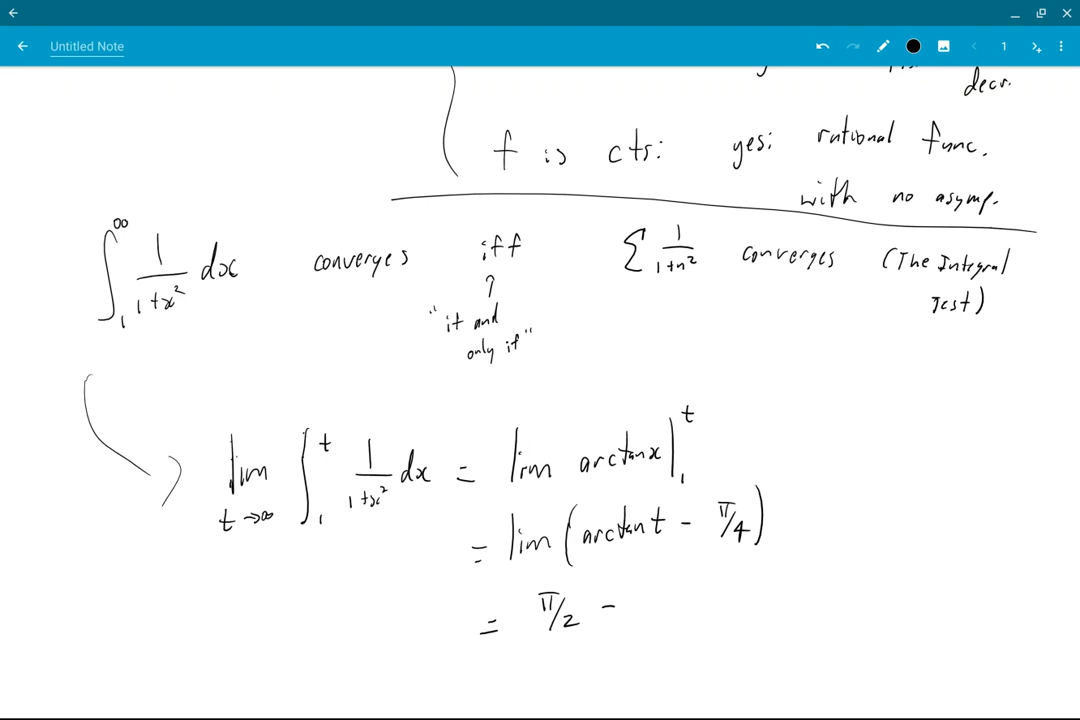 Untitled Note
1
decr.
f is cts: yes: rational func.
with no asymp.
∫₁^∞ 1/(1+x²) dx converges iff Σ 1/(1+n²) converges (The Integral
Test)
"if and
only if"
lim t→∞ ∫₁^t 1/(1+x²) dx = lim arctanx|₁^t
= lim(arctan t - π/4)
= π/2 -